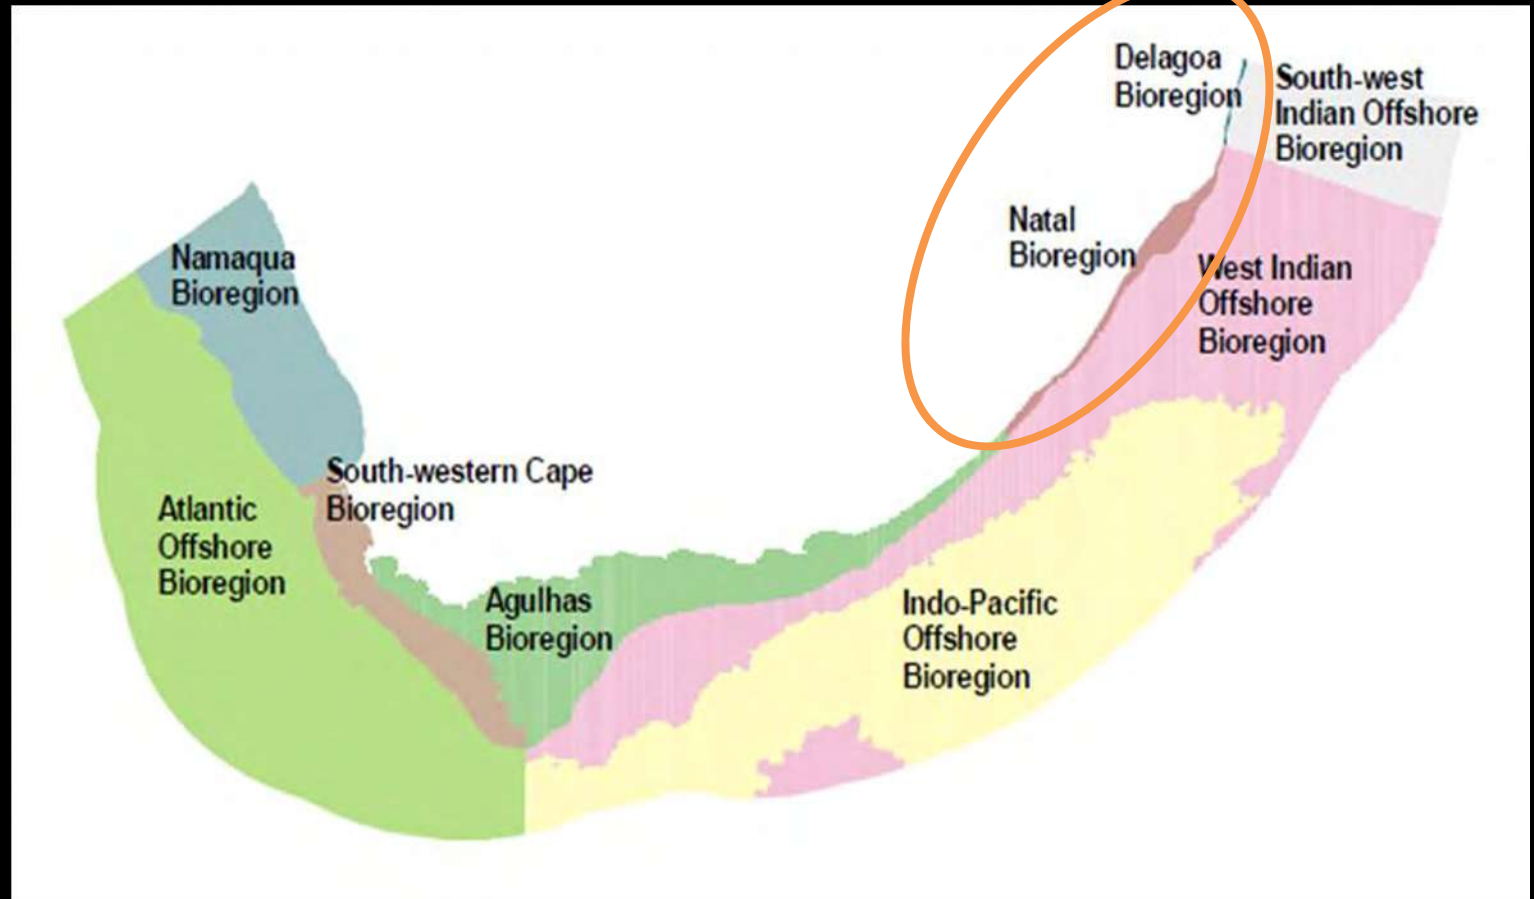 Delagoa
Bioregion
South-west
Indian Offshore
Bioregion
Natal
Bioregion
Namaqua
Bioregion
West Indian
Offshore
Bioregion
South-western Cape
Bioregion
Atlantic
Offshore
Bioregion
Agulhas
Bioregion
Indo-Pacific
Offshore
Bioregion